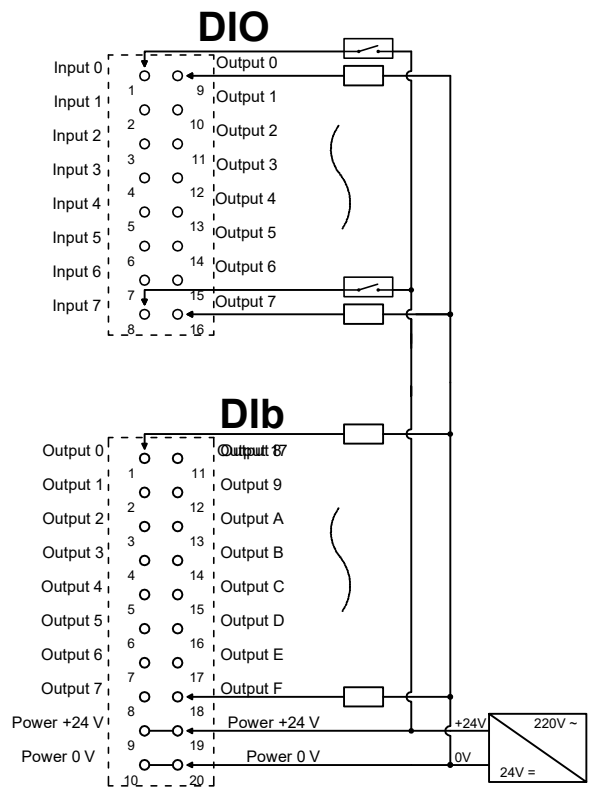 DIO
Input 0 Output 0
1 9
Input 1 Output 1
2 10
Input 2 Output 2
3 11
Input 3 Output 3
4 12
Input 4 Output 4
5 13
Input 5 Output 5
6 14
Input 6 Output 6
7 15
Input 7 Output 7
8 16
DIb
Output 0
1 11
Output 1 Output 9
2 12
Output 2 Output A
3 13
Output 3 Output B
4 14
Output 4 Output C
5 15
Output 5 Output D
6 16
Output 6 Output E
7 17
Output 7 Output F
8 18
Power +24 V Power +24 V +24V 220V ~
9 19
Power 0 V Power 0 V 0V
24V =
10 20